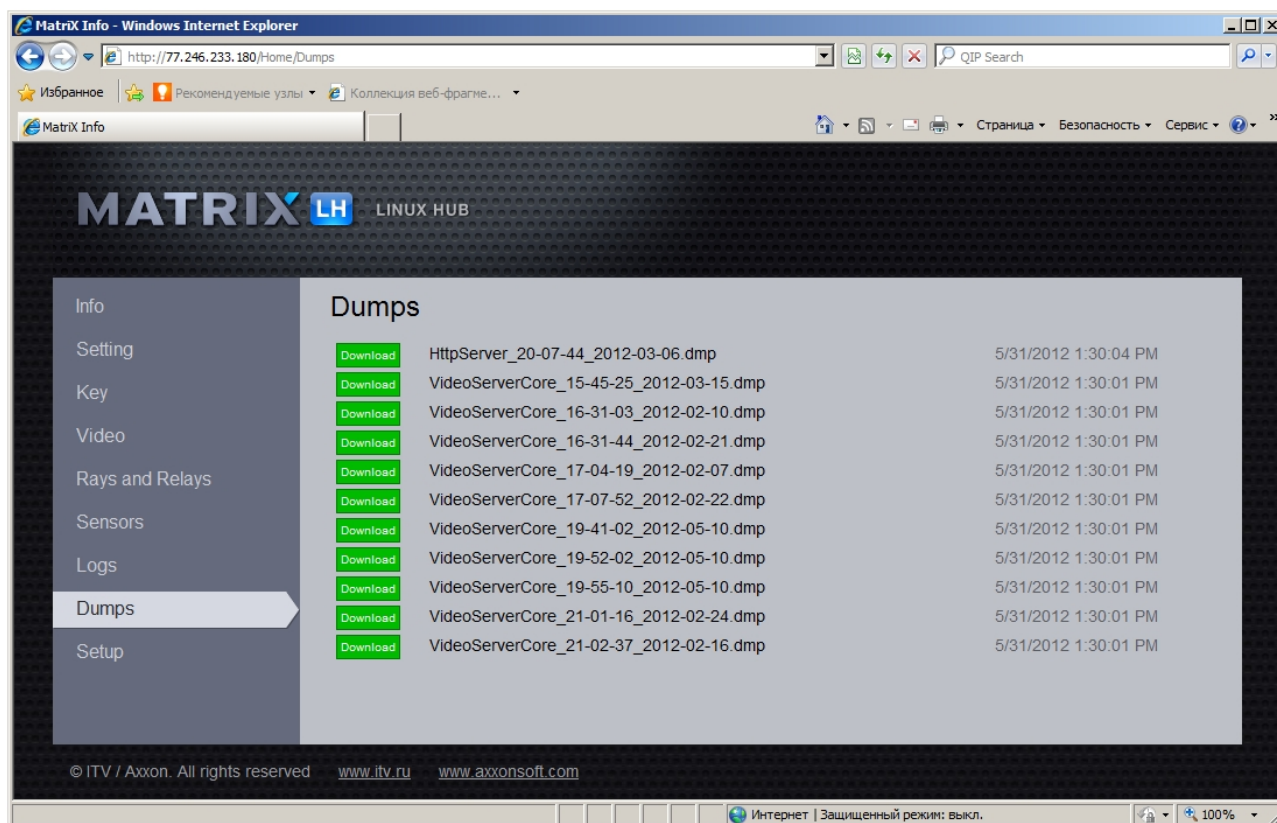 MatriX Info - Windows Internet Explorer
http://77.246.233.180/Home/Dumps
QIP Search
Избранное Рекомендуемые узлы Коллекция веб-фрагме...
MatriX Info
Страница Безопасность Сервис
MATRIX LH LINUX HUB
Info
Setting
Key
Video
Rays and Relays
Sensors
Logs
Dumps
Setup
Dumps
Download HttpServer_20-07-44_2012-03-06.dmp 5/31/2012 1:30:04 PM
Download VideoServerCore_15-45-25_2012-03-15.dmp 5/31/2012 1:30:01 PM
Download VideoServerCore_16-31-03_2012-02-10.dmp 5/31/2012 1:30:01 PM
Download VideoServerCore_16-31-44_2012-02-21.dmp 5/31/2012 1:30:01 PM
Download VideoServerCore_17-04-19_2012-02-07.dmp 5/31/2012 1:30:01 PM
Download VideoServerCore_17-07-52_2012-02-22.dmp 5/31/2012 1:30:01 PM
Download VideoServerCore_19-41-02_2012-05-10.dmp 5/31/2012 1:30:01 PM
Download VideoServerCore_19-52-02_2012-05-10.dmp 5/31/2012 1:30:01 PM
Download VideoServerCore_19-55-10_2012-05-10.dmp 5/31/2012 1:30:01 PM
Download VideoServerCore_21-01-16_2012-02-24.dmp 5/31/2012 1:30:01 PM
Download VideoServerCore_21-02-37_2012-02-16.dmp 5/31/2012 1:30:01 PM
© ITV / Axxon. All rights reserved www.itv.ru www.axxonsoft.com
Интернет | Защищенный режим: выкл. 100%